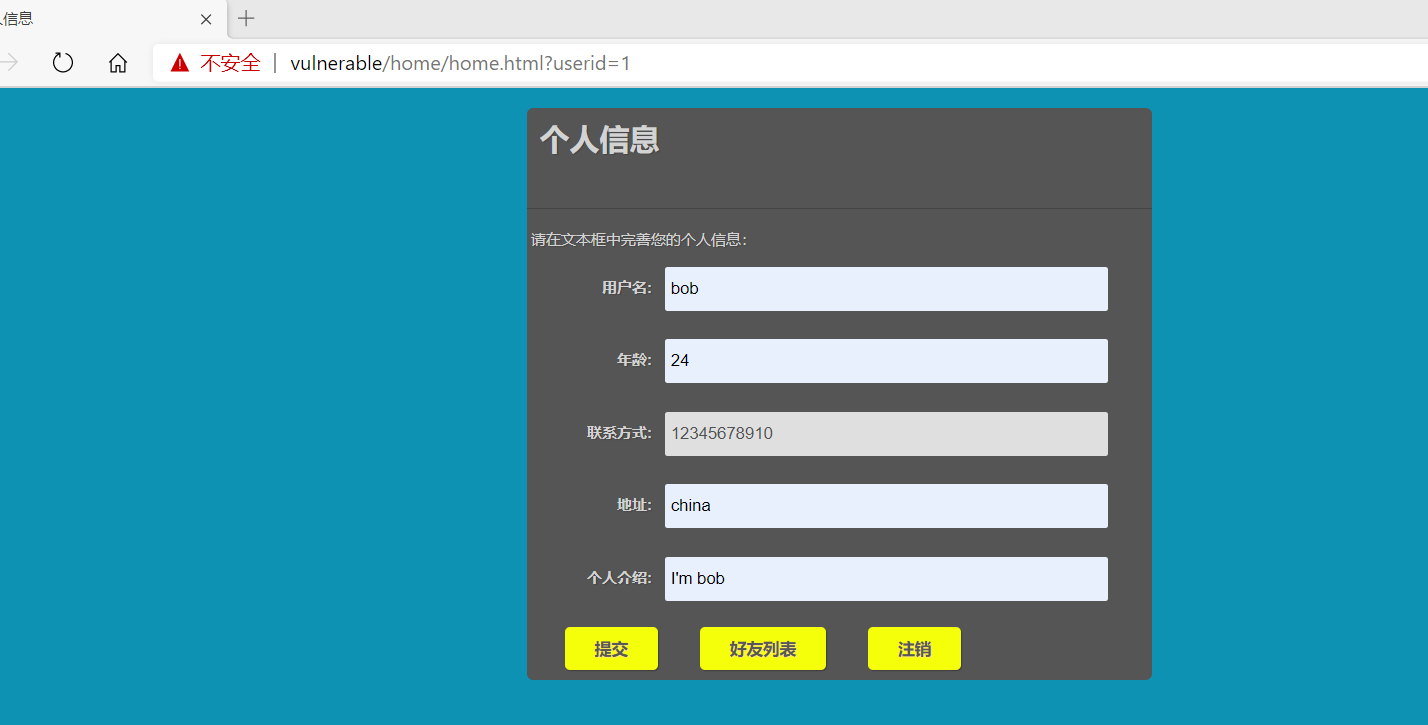 信息
不安全 | vulnerable/home/home.html?userid=1
个人信息
请在文本框中完善您的个人信息：
用户名: bob
年龄: 24
联系方式: 12345678910
地址: china
个人介绍: I'm bob
提交 好友列表 注销